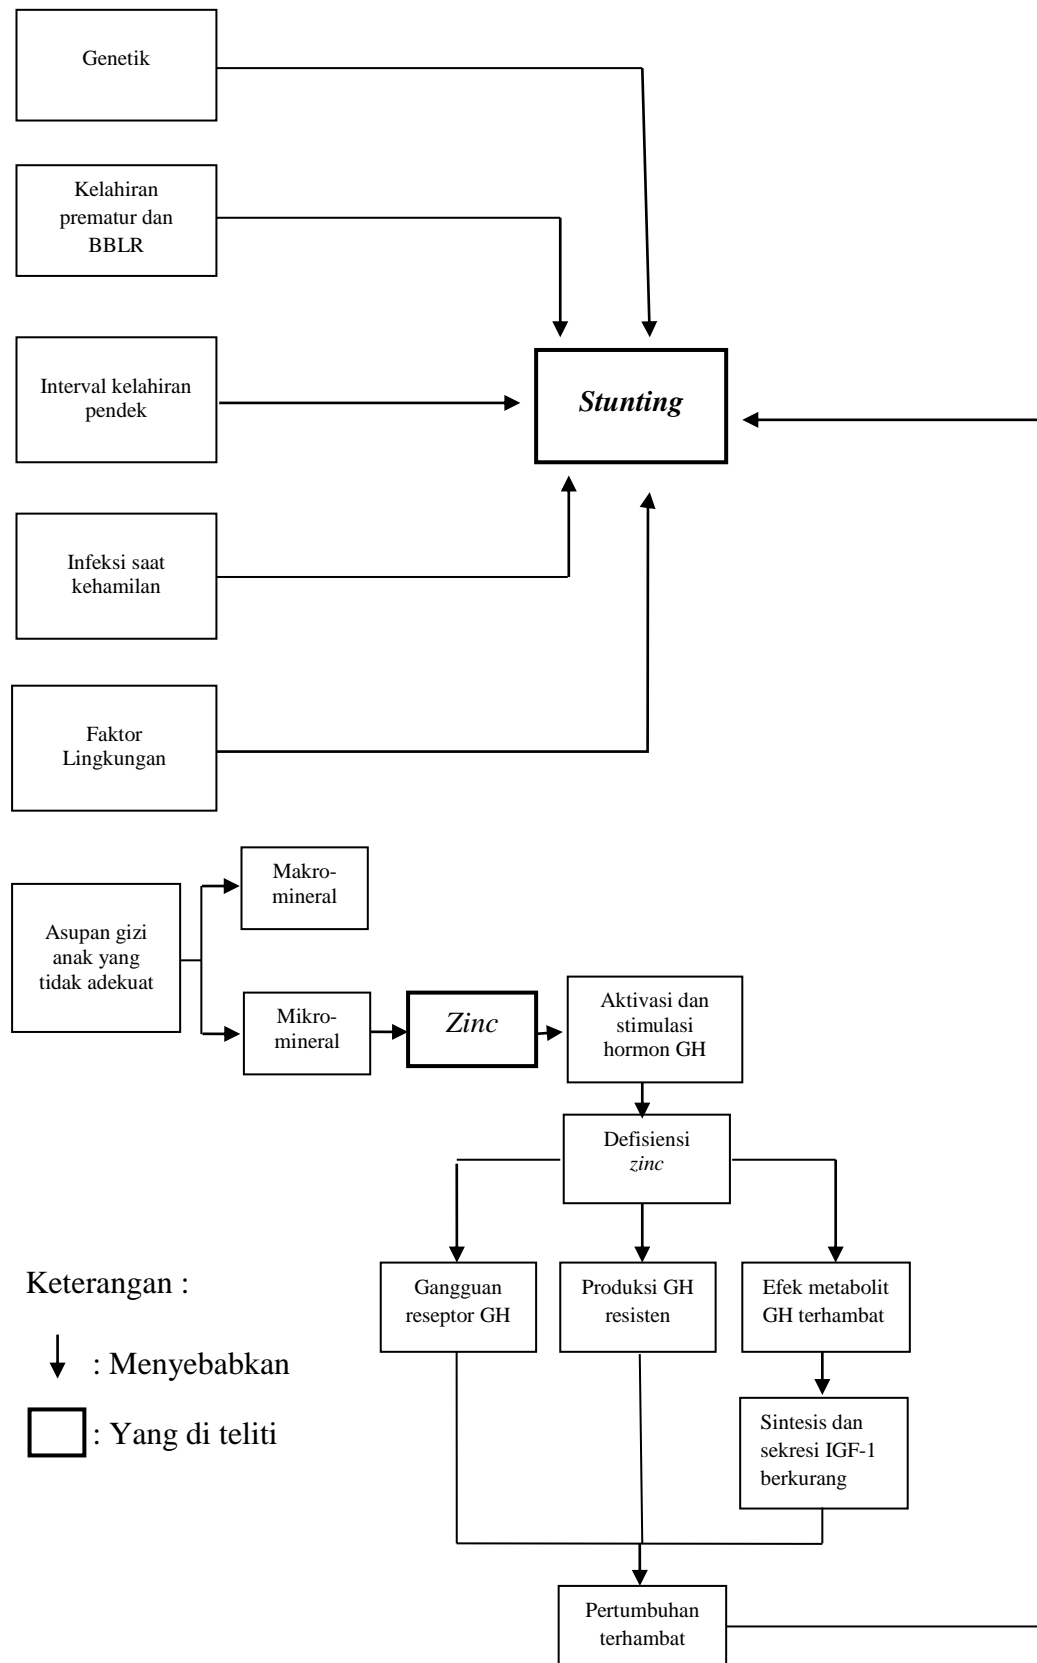 Genetik
Kelahiran
prematur dan
BBLR
Interval kelahiran
pendek
Stunting
Infeksi saat
kehamilan
Faktor
Lingkungan
Makro-
mineral
Asupan gizi
anak yang
tidak adekuat
Mikro-
mineral
Zinc
Aktivasi dan
stimulasi
hormon GH
Defisiensi
zinc
Gangguan
reseptor GH
Produksi GH
resisten
Efek metabolit
GH terhambat
Sintesis dan
sekresi IGF-1
berkurang
Pertumbuhan
terhambat
Keterangan :
: Menyebabkan
: Yang di teliti